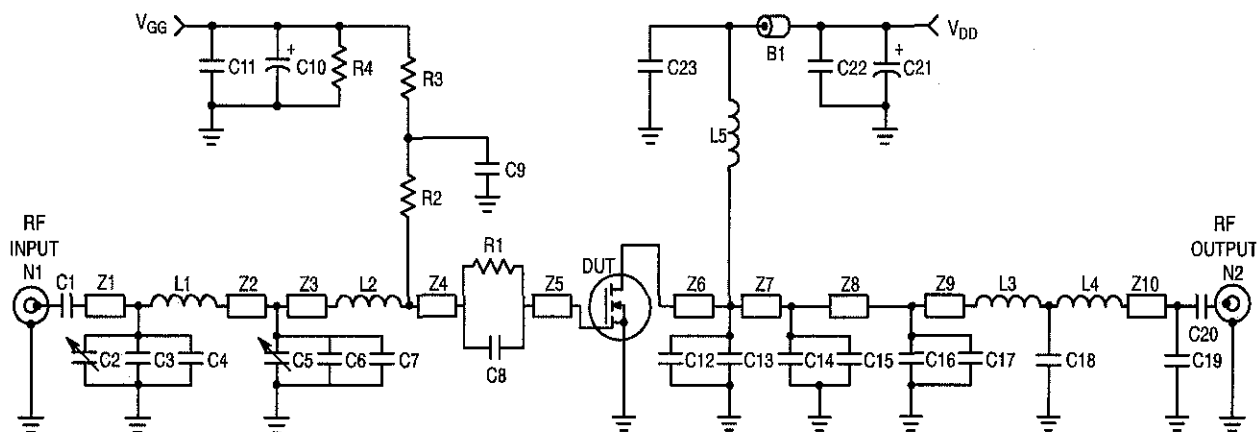 VGG
VDD
B1
C11
C10
+
R4
R3
C23
C22
+
C21
L5
C9
R2
RF
INPUT
N1
C1
Z1
L1
Z2
Z3
L2
Z4
R1
Z5
DUT
Z6
Z7
Z8
Z9
L3
L4
Z10
RF
OUTPUT
N2
C20
C2
C3
C4
C5
C6
C7
C8
C12
C13
C14
C15
C16
C17
C18
C19